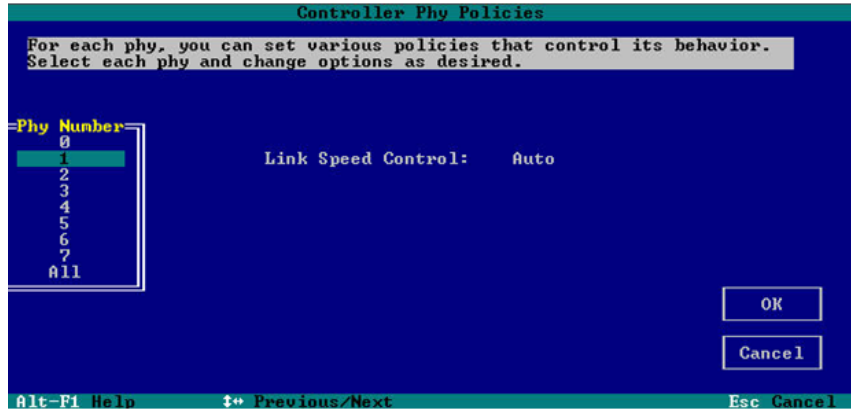 Controller Phy Policies
For each phy, you can set various policies that control its behavior.
Select each phy and change options as desired.
Phy Number
0
1
Link Speed Control: Auto
2
3
4
5
6
7
All
OK
Cancel
Alt-F1 Help ↕↔ Previous/Next Esc Cancel